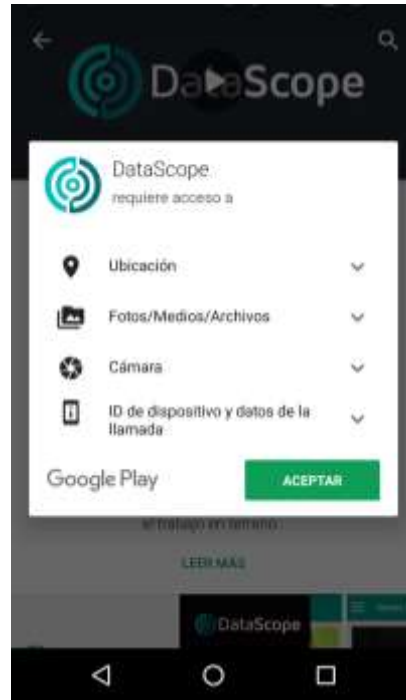 DataScope
DataScope
requiere acceso a
Ubicación
Fotos/Medios/Archivos
Cámara
ID de dispositivo y datos de la
llamada
Google Play
ACEPTAR
el trabajo en terreno
LEER MÁS
DataScope